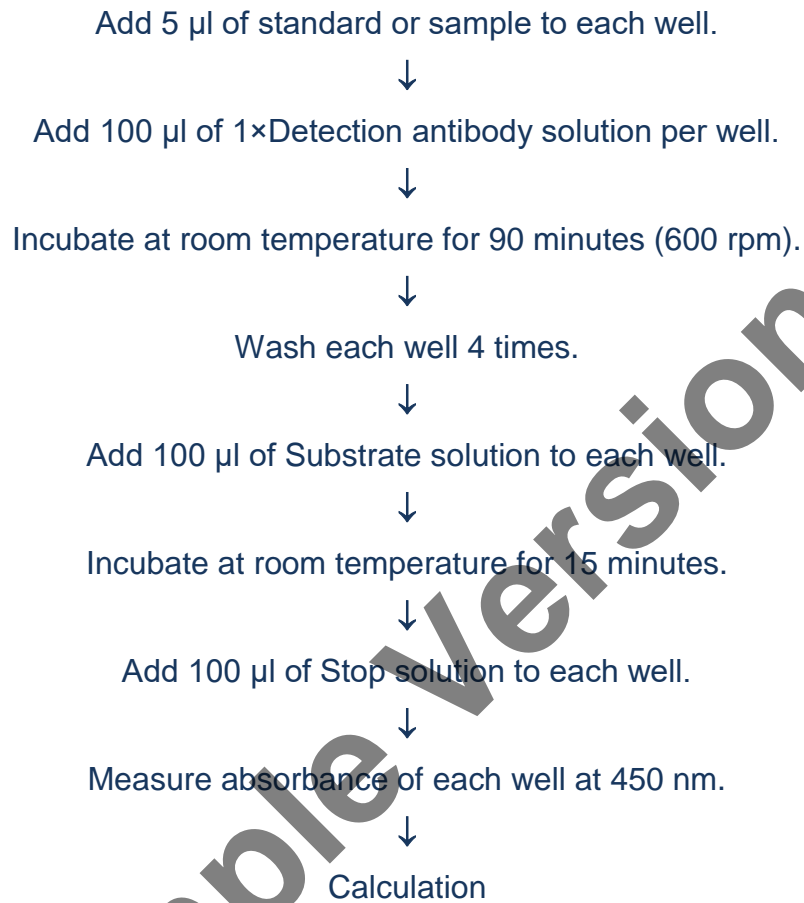 Add 5 µl of standard or sample to each well.
↓
Add 100 µl of 1×Detection antibody solution per well.
↓
Incubate at room temperature for 90 minutes (600 rpm).
↓
Wash each well 4 times.
↓
Add 100 µl of Substrate solution to each well.
↓
Incubate at room temperature for 15 minutes.
↓
Add 100 µl of Stop solution to each well.
↓
Measure absorbance of each well at 450 nm.
↓
Calculation
ple Version